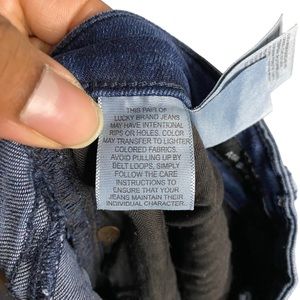 THIS PAIR OF
LUCKY BRAND JEANS
MAY HAVE INTENTIONAL
RIPS OR HOLES. COLOR
MAY TRANSFER TO LIGHTER
COLORED FABRICS.
AVOID PULLING UP BY
BELT LOOPS, SIMPLY
FOLLOW THE CARE
INSTRUCTIONS TO
ENSURE THAT YOUR
JEANS MAINTAIN THEIR
INDIVIDUAL CHARACTER.